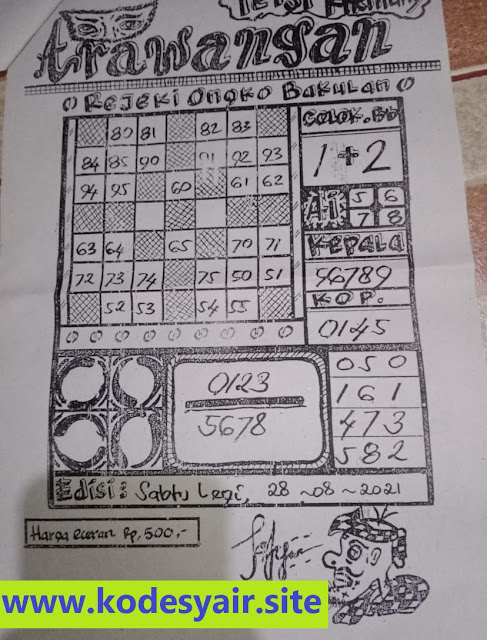 Arawangan
Rejeki Ongko Bakulan
Colok.Bb
1+2
80 81 82 83
84 85 90 91 92 93
94 95 60 61 62
63 64 65 70 71
72 73 74 75 50 51
52 53 54 55
Ai 5 6
7 8
Kepala
56789
KOP.
0145
0123
5678
050
161
473
582
Edisi: Sabtu Legi, 28-08-2021
Harga eceran Rp, 500,-
www.kodesyair.site